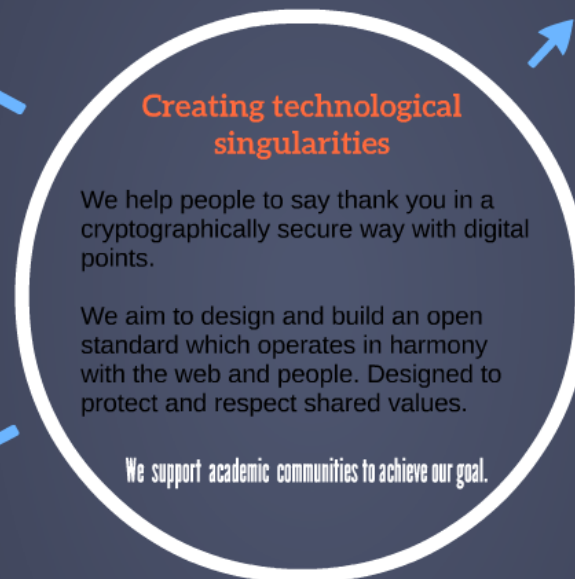 Creating technological
singularities
We help people to say thank you in a
cryptographically secure way with digital
points.
We aim to design and build an open
standard which operates in harmony
with the web and people. Designed to
protect and respect shared values.
We support academic communities to achieve our goal.